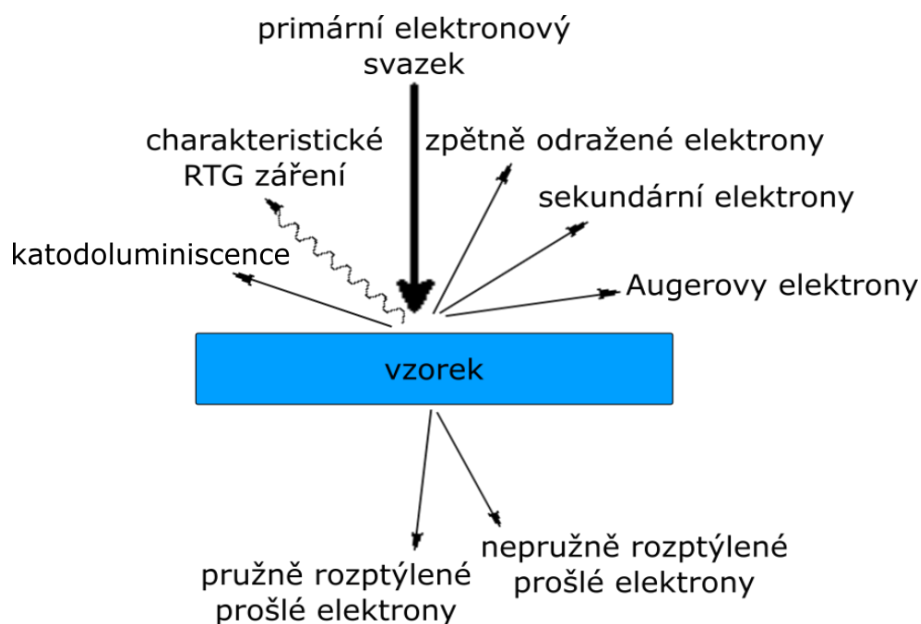 primární elektronový
svazek
charakteristické
RTG záření
zpětně odražené elektrony
sekundární elektrony
katodoluminiscence
Augerovy elektrony
vzorek
pružně rozptýlené
prošlé elektrony
nepružně rozptýlené
prošlé elektrony